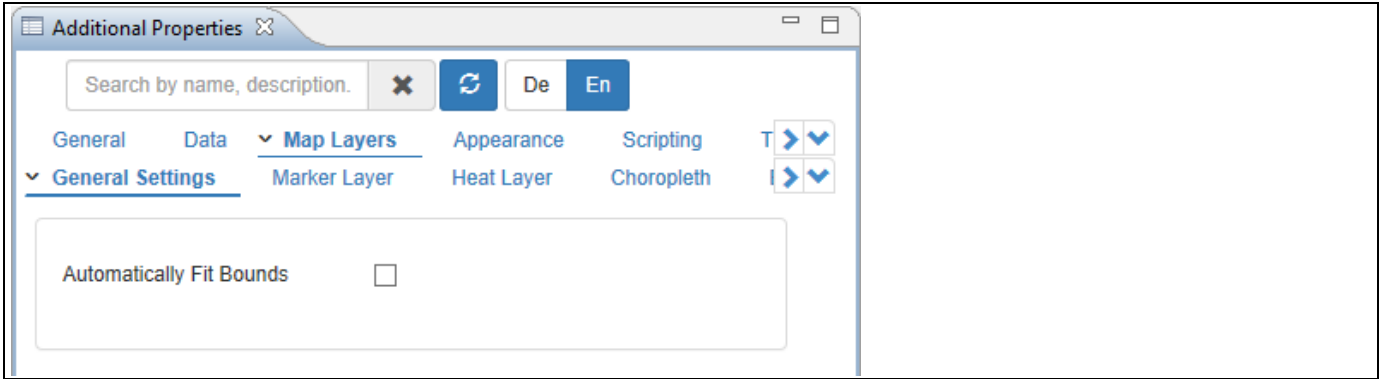 Additional Properties
Search by name, description. De En
General Data Map Layers Appearance Scripting T
General Settings Marker Layer Heat Layer Choropleth
Automatically Fit Bounds